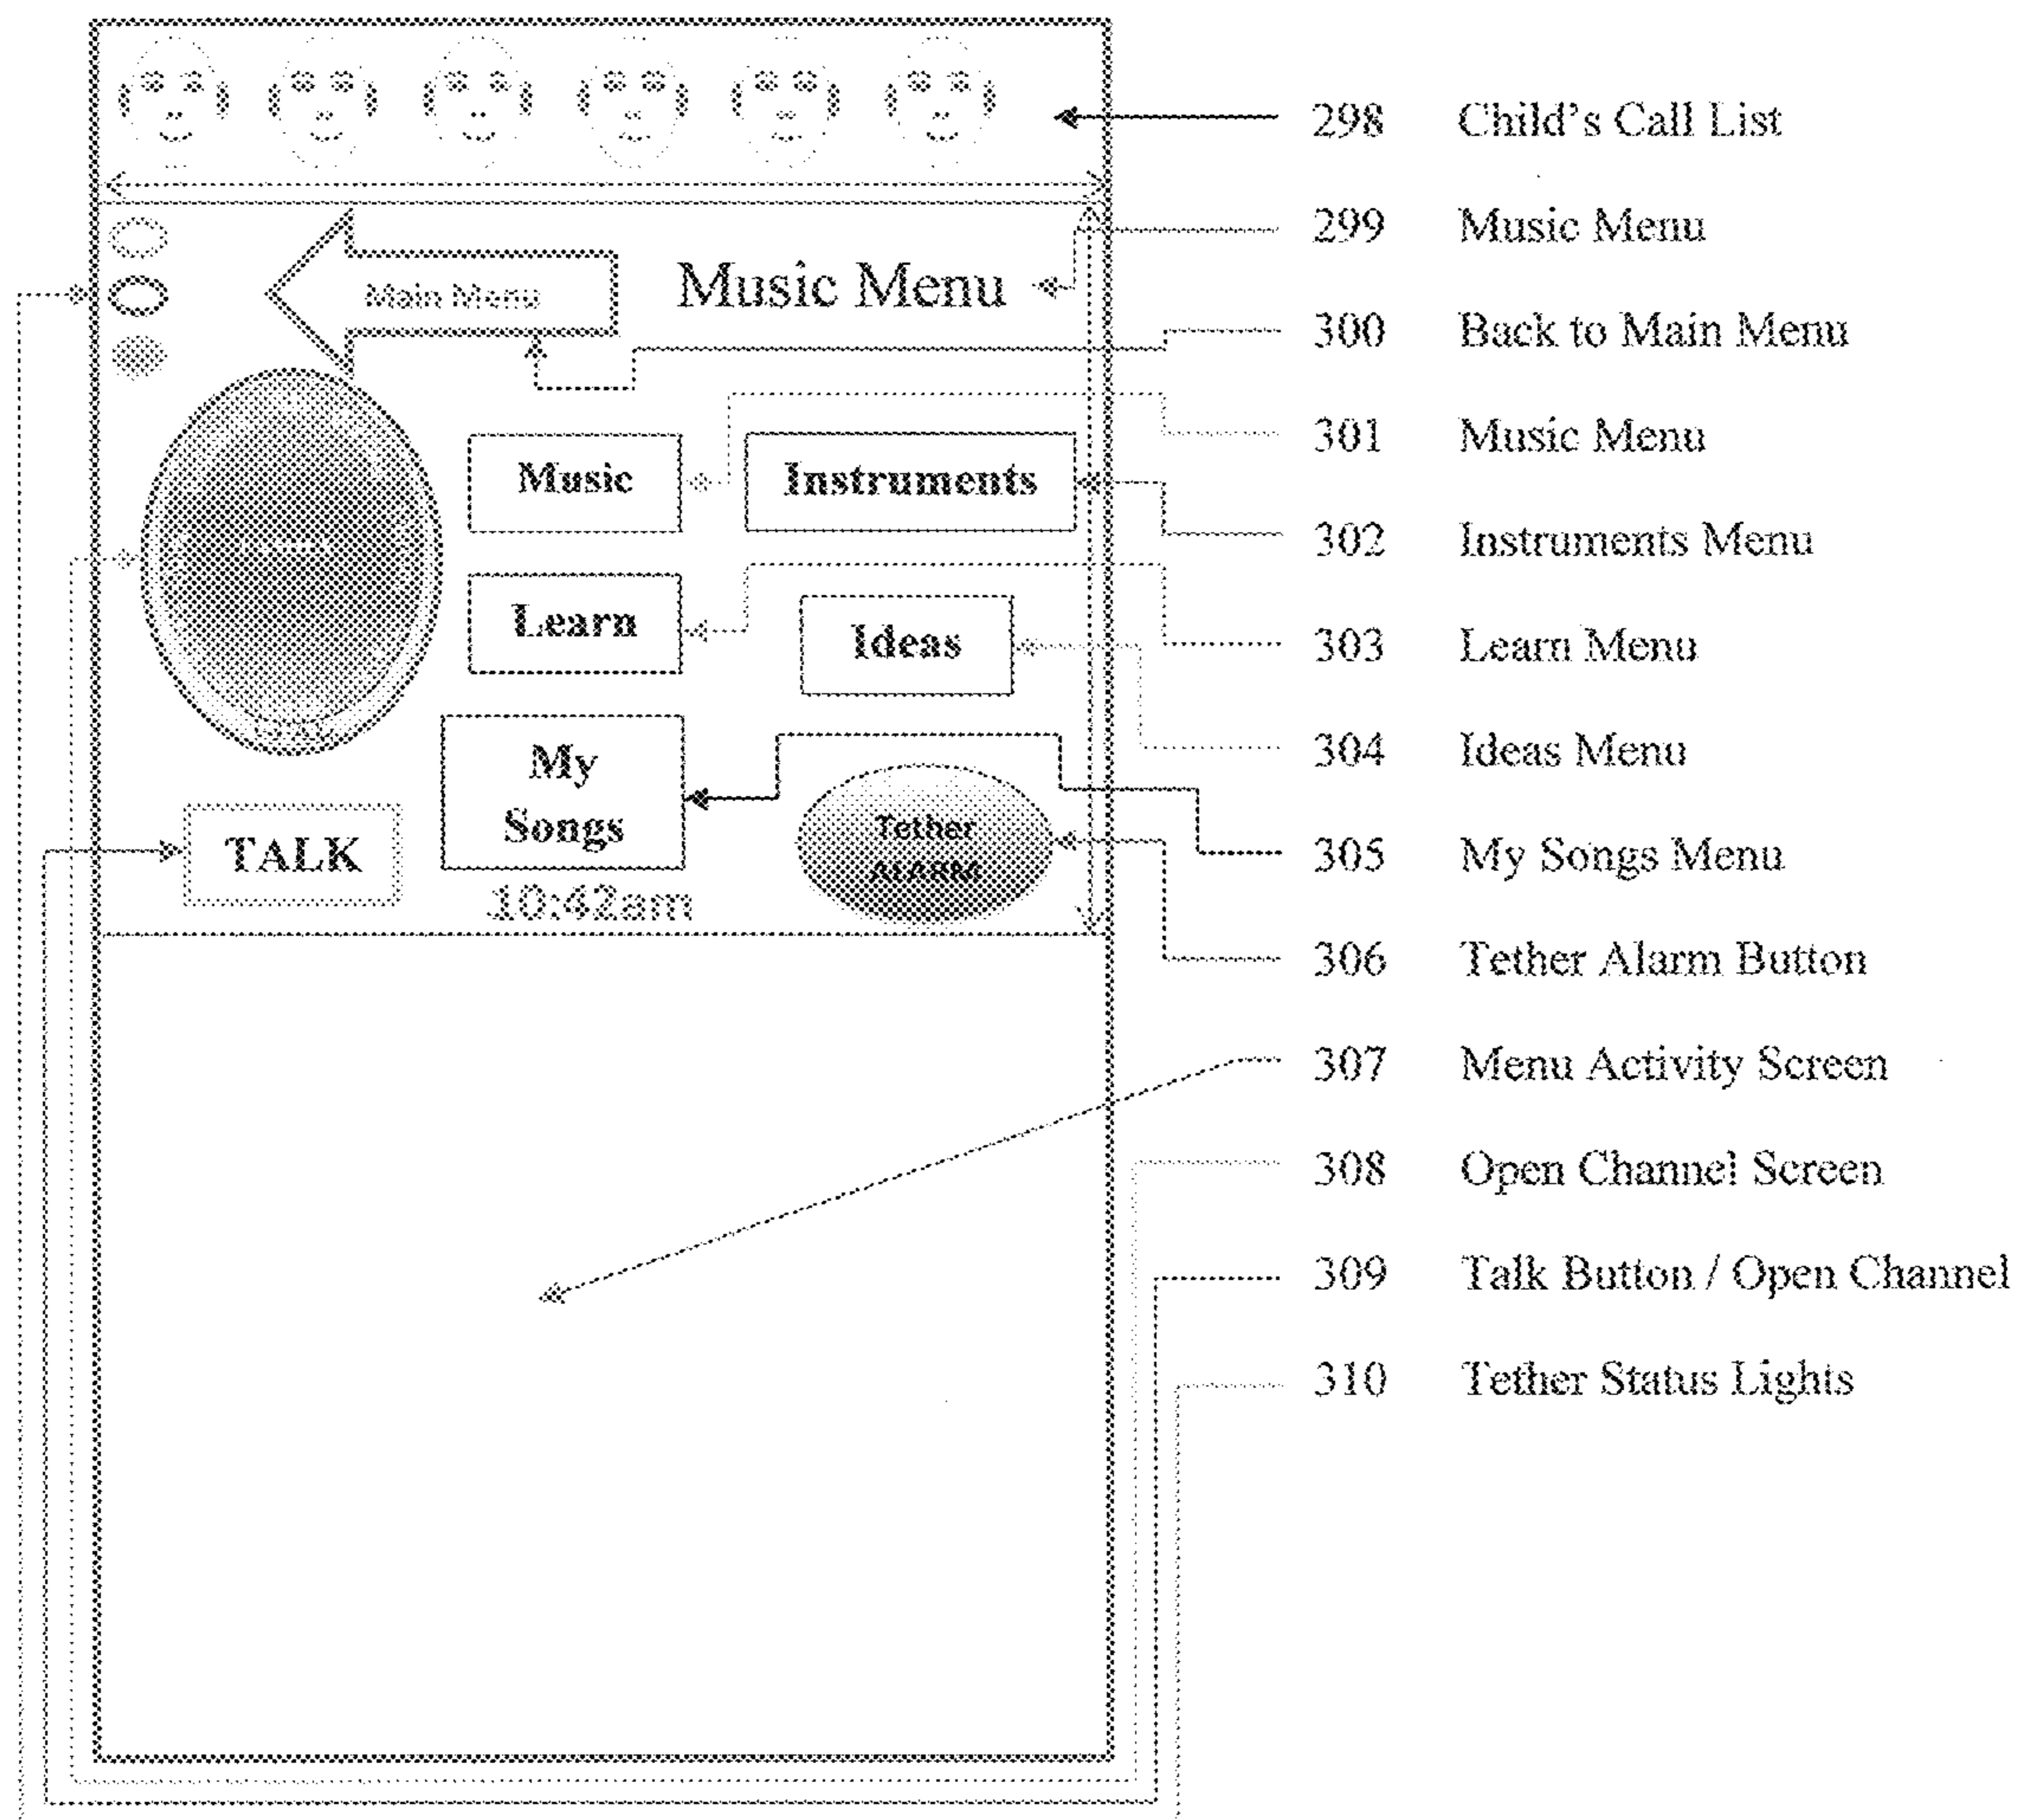 298 Child's Call List
299 Music Menu
Main Menu
Music Menu
300 Back to Main Menu
301 Music Menu
Music
Instruments
302 Instruments Menu
Learn
Ideas
303 Learn Menu
304 Ideas Menu
My
Songs
Tether
ALARM
TALK
10:42am
305 My Songs Menu
306 Tether Alarm Button
307 Menu Activity Screen
308 Open Channel Screen
309 Talk Button / Open Channel
310 Tether Status Lights